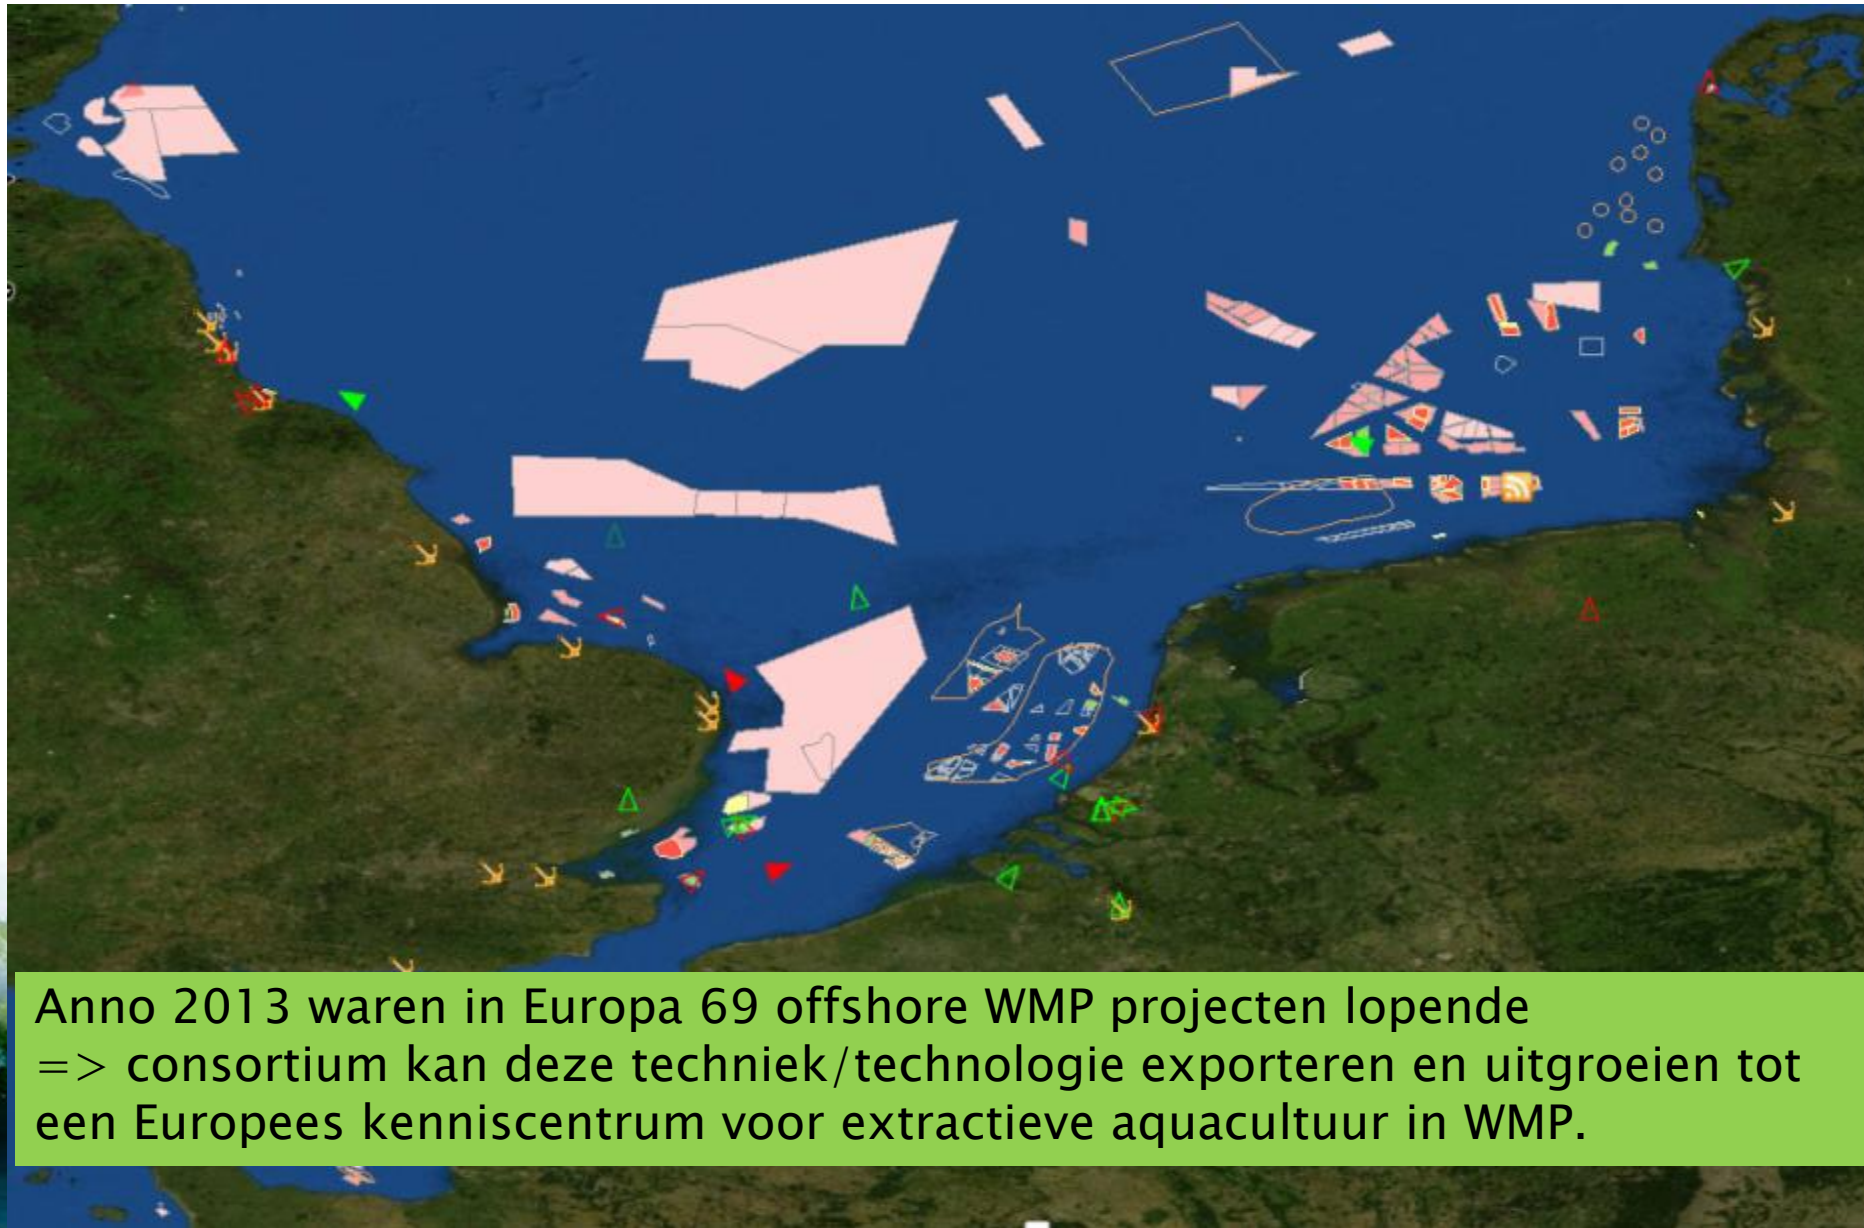 Anno 2013 waren in Europa 69 offshore WMP projecten lopende
=> consortium kan deze techniek/technologie exporteren en uitgroeien tot
een Europees kenniscentrum voor extractieve aquacultuur in WMP.